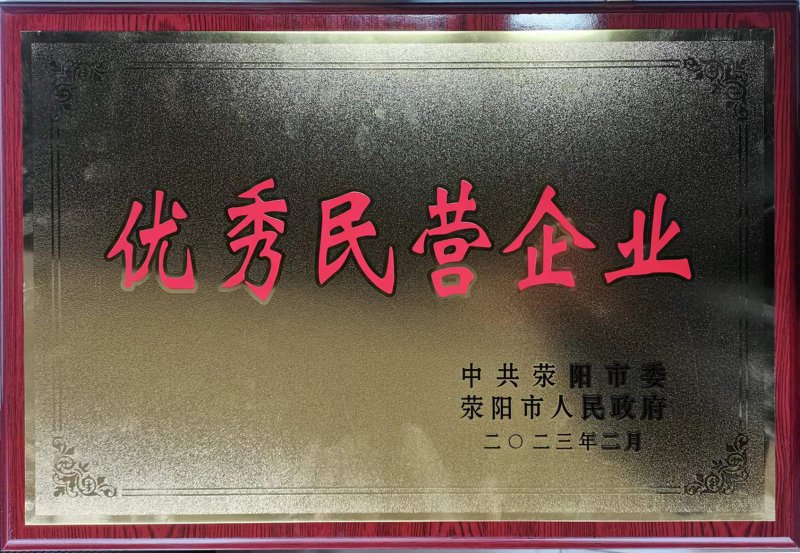 优秀民营企业
中共荥阳市委
荥阳市人民政府
二〇二三年二月